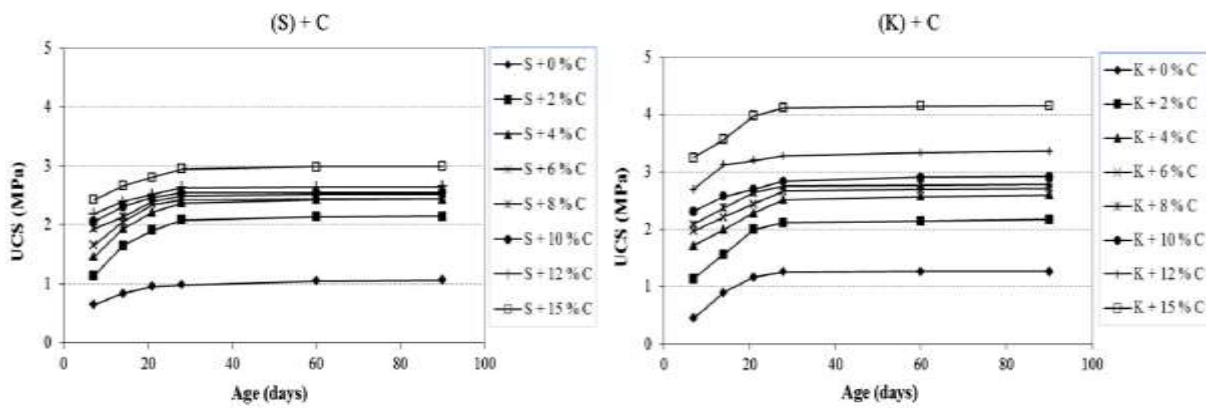 (S) + C
5
4
3
2
1
0
UCS (MPa)
0 20 40 60 80 100
Age (days)
S + 0 % C
S + 2 % C
S + 4 % C
S + 6% C
S + 8% C
S + 10 % C
S + 12% C
S + 15% C
(K) + C
5
4
3
2
1
0
UCS (MPa)
0 20 40 60 80 100
Age (days)
K + 0% C
K + 2% C
K + 4% C
K + 6% C
K + 8% C
K + 10% C
K + 12% C
K + 15% C